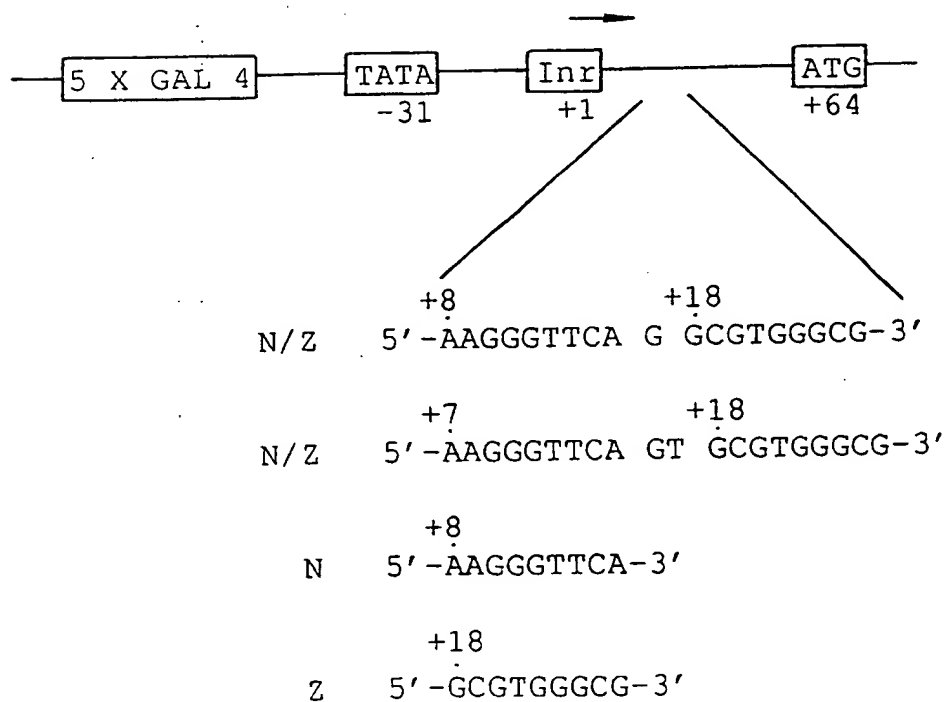 5 X GAL 4 TATA Inr ATG
-31 +1 +64
+8 +18
N/Z 5'-AAGGGTTCA G GCGTGGGCG-3'
+7 +18
N/Z 5'-AAGGGTTCA GT GCGTGGGCG-3'
+8
N 5'-AAGGGTTCA-3'
+18
Z 5'-GCGTGGGCG-3'